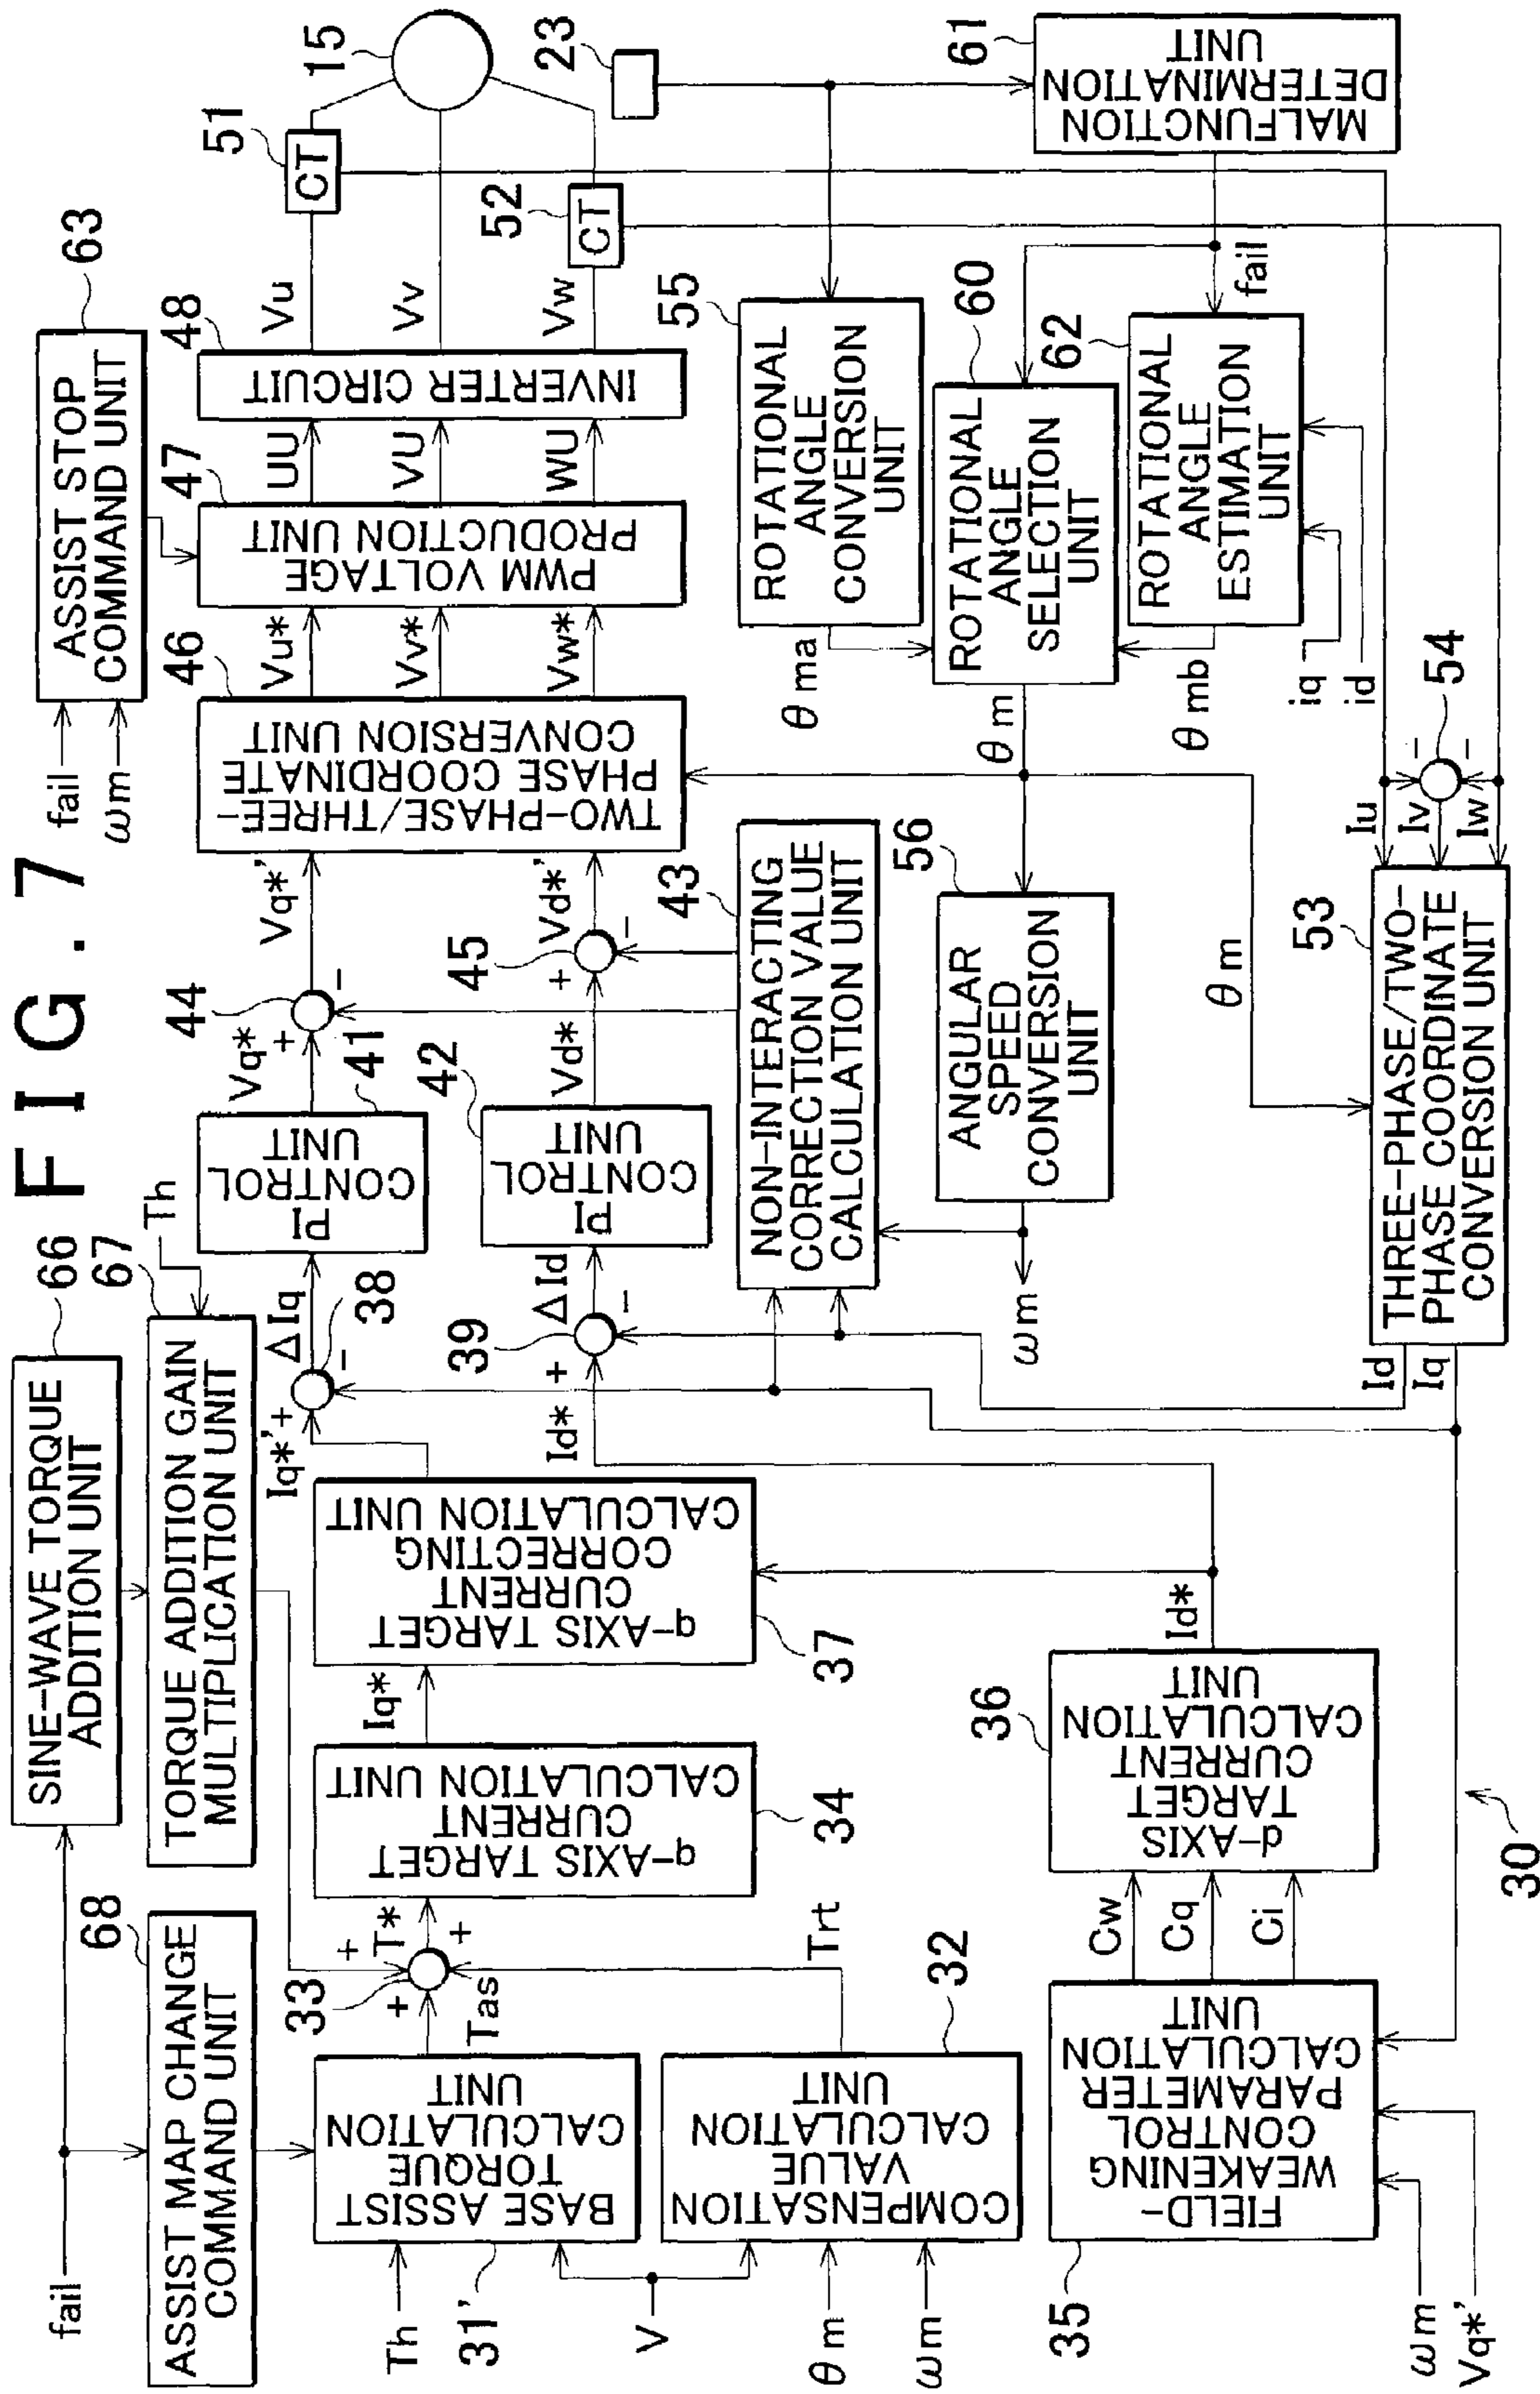 FIG. 7
fail
ASSIST MAP CHANGE
COMMAND UNIT
68
SINE-WAVE TORQUE
ADDITION UNIT
66
TORQUE ADDITION GAIN
MULTIPLICATION UNIT
67
Th
fail
ωm
ASSIST STOP
COMMAND UNIT
63
Th
31'
BASE ASSIST
TORQUE
CALCULATION
UNIT
Tas
V
θm
ωm
COMPENSATION
VALUE
CALCULATION
UNIT
32
Trt
33
+
+
+
T*
q-AXIS TARGET
CURRENT
CALCULATION UNIT
34
Iq*
q-AXIS TARGET
CURRENT
CORRECTING
CALCULATION UNIT
37
Iq*'
+
-
38
ΔIq
PI
CONTROL
UNIT
41
Vq*
+
-
44
Vq*'
Id*
+
-
39
ΔId
PI
CONTROL
UNIT
42
Vd*
+
-
45
Vd*'
TWO-PHASE/THREE-
PHASE COORDINATE
CONVERSION UNIT
46
Vu*
Vv*
Vw*
PWM VOLTAGE
PRODUCTION UNIT
47
UU
VU
WU
INVERTER CIRCUIT
48
Vu
Vv
Vw
CT
51
CT
52
15
23
NON-INTERACTING
CORRECTION VALUE
CALCULATION UNIT
43
ANGULAR
SPEED
CONVERSION
UNIT
56
ωm
ROTATIONAL
ANGLE
CONVERSION
UNIT
55
θma
ROTATIONAL
ANGLE
SELECTION
UNIT
60
θm
ROTATIONAL
ANGLE
ESTIMATION
UNIT
62
θmb
iq
id
fail
MALFUNCTION
DETERMINATION
UNIT
61
θm
35
FIELD-
WEAKENING
CONTROL
PARAMETER
CALCULATION
UNIT
ωm
Vq*'
Cw
Cq
Ci
d-AXIS
TARGET
CURRENT
CALCULATION
UNIT
36
Id*
THREE-PHASE/TWO-
PHASE COORDINATE
CONVERSION UNIT
53
Id
Iq
Iu
Iv
Iw
-
-
54
30